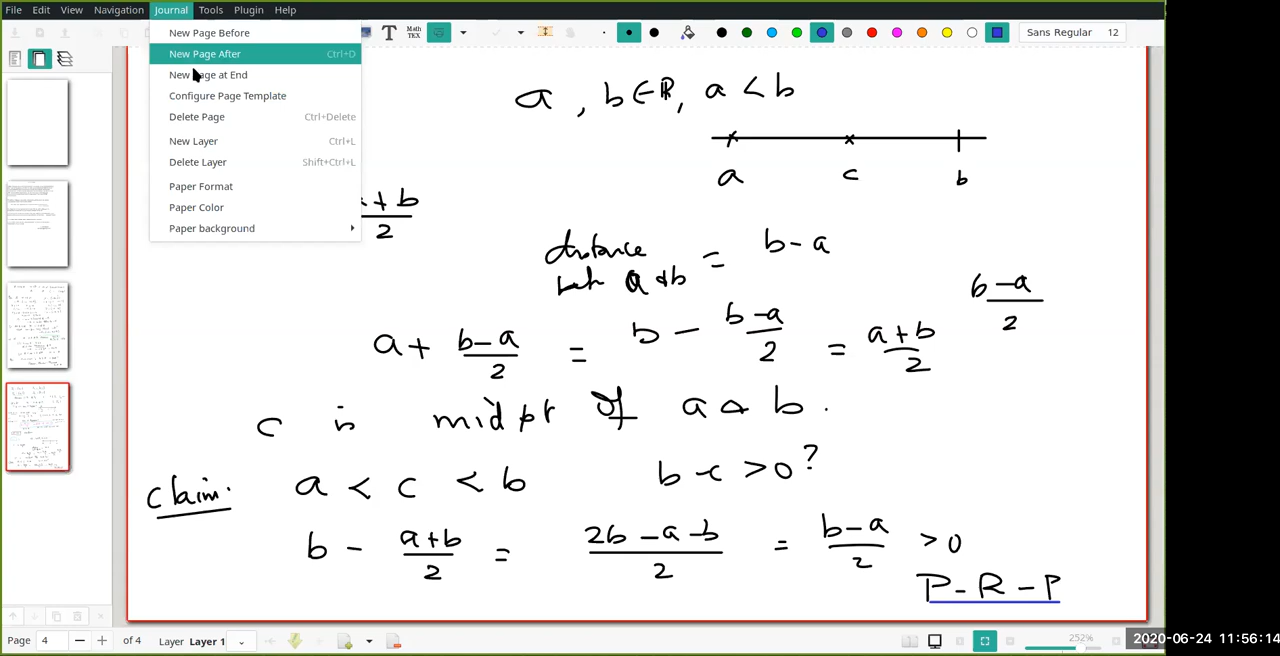 File Edit View Navigation Journal Tools Plugin Help
New Page Before
New Page After Ctrl+D
New Page at End
Configure Page Template
Delete Page Ctrl+Delete
New Layer Ctrl+L
Delete Layer Shift+Ctrl+L
Paper Format
Paper Color
Paper background
T Math TEX Sans Regular 12
a, b ∈ ℝ, a < b
a c b
a + b
2
distance
a & b = b - a
b - a
2
a + (b - a)/2 = b - (b - a)/2 = (a + b)/2
c is midpt of a & b.
Claim: a < c < b b - c > 0?
b - (a+b)/2 = (2b - a - b)/2 = (b - a)/2 > 0
P - R - P
Page 4 of 4 Layer Layer 1 252%
2020-06-24 11:56:14